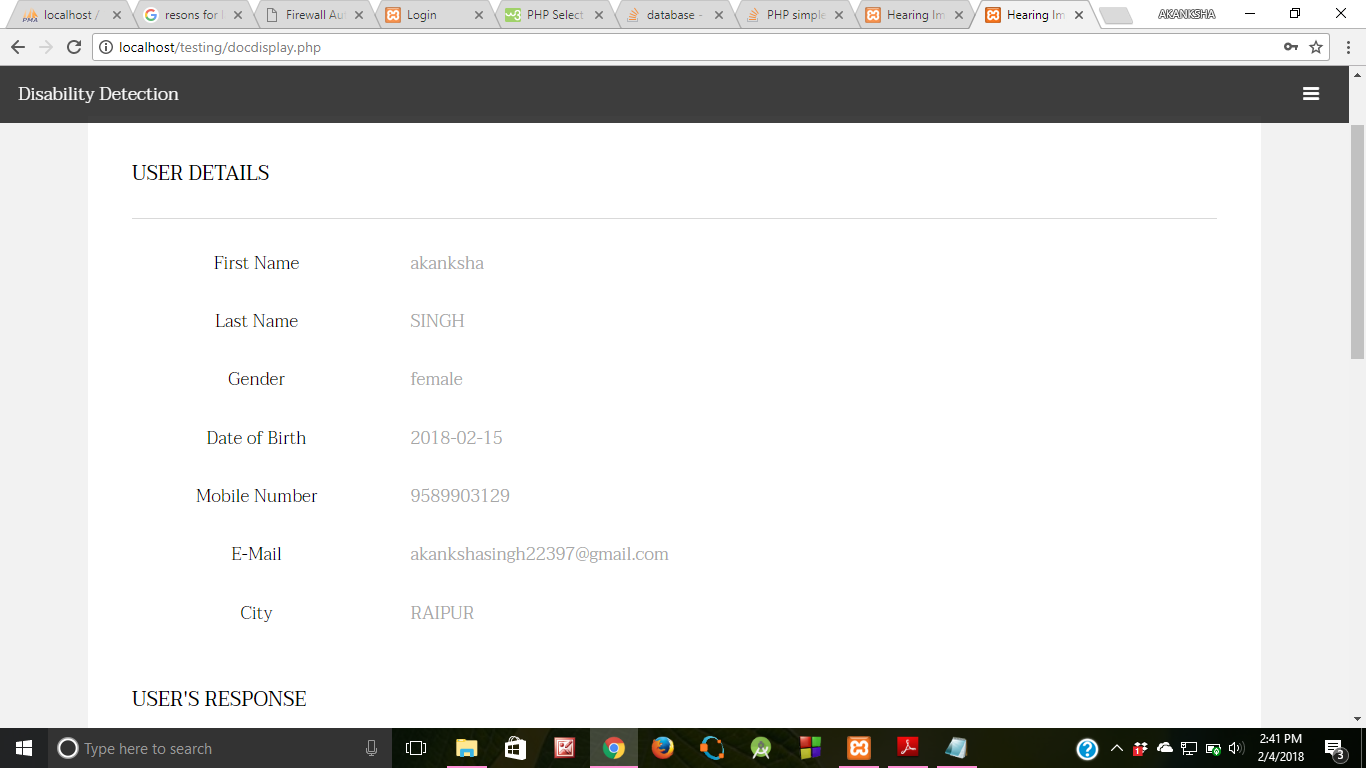 localhost /
resons for
Firewall Au
Login
PHP Select
database -
PHP simple
Hearing Im
Hearing Im
AKANKSHA
localhost/testing/docdisplay.php
Disability Detection
USER DETAILS
First Name akanksha
Last Name SINGH
Gender female
Date of Birth 2018-02-15
Mobile Number 9589903129
E-Mail akankshasingh22397@gmail.com
City RAIPUR
USER'S RESPONSE
Type here to search
2:41 PM
2/4/2018
3